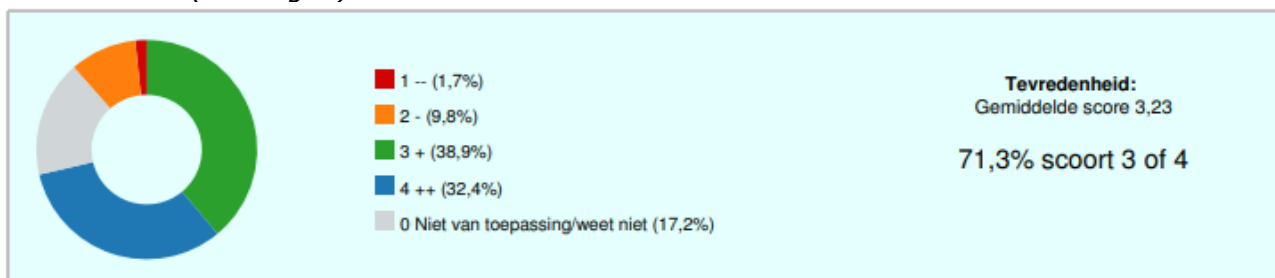 1 -- (1,7%)
2 - (9,8%)
3 + (38,9%)
4 ++ (32,4%)
0 Niet van toepassing/weet niet (17,2%)
Tevredenheid:
Gemiddelde score 3,23
71,3% scoort 3 of 4